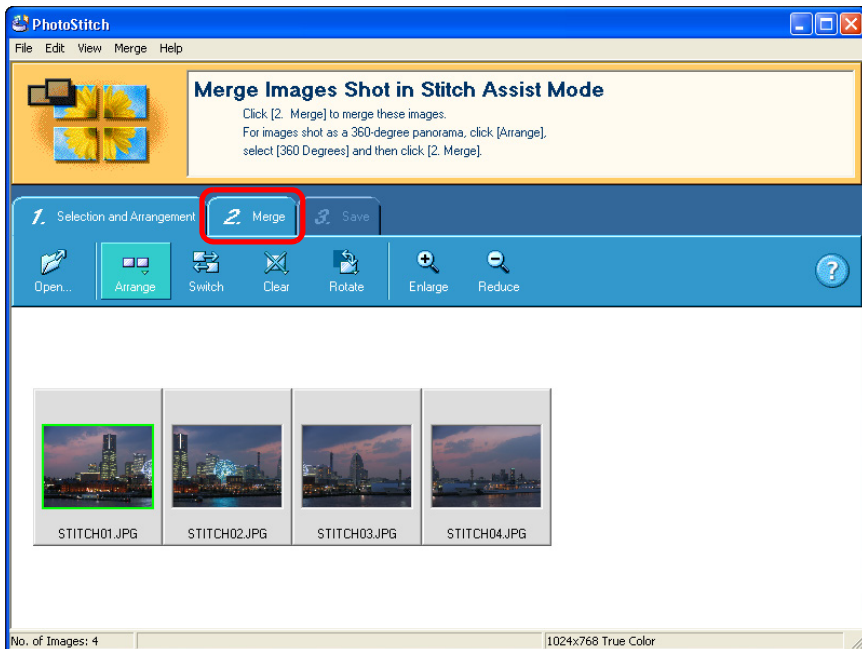 PhotoStitch
File Edit View Merge Help
Merge Images Shot in Stitch Assist Mode
Click [2. Merge] to merge these images.
For images shot as a 360-degree panorama, click [Arrange],
select [360 Degrees] and then click [2. Merge].
1. Selection and Arrangement 2. Merge 3. Save
Open... Arrange Switch Clear Rotate Enlarge Reduce ?
STITCH01.JPG STITCH02.JPG STITCH03.JPG STITCH04.JPG
No. of Images: 4 1024x768 True Color